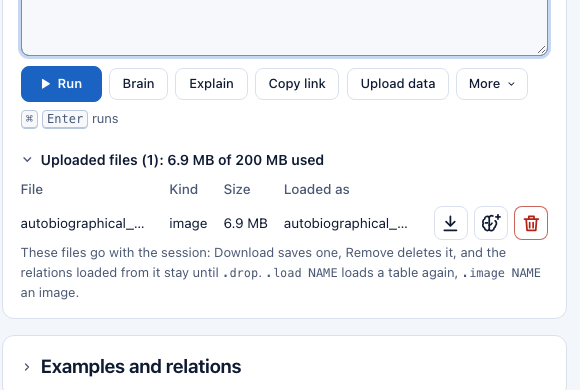 Run Brain Explain Copy link Upload data More
⌘ Enter runs
Uploaded files (1): 6.9 MB of 200 MB used
File Kind Size Loaded as
autobiographical_... image 6.9 MB autobiographical_...
These files go with the session: Download saves one, Remove deletes it, and the
relations loaded from it stay until .drop. .load NAME loads a table again, .image NAME
an image.
Examples and relations